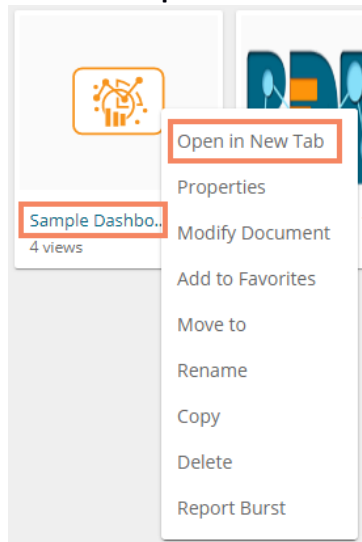 Open in New Tab
Properties
Sample Dashbo..
4 views
Modify Document
Add to Favorites
Move to
Rename
Copy
Delete
Report Burst